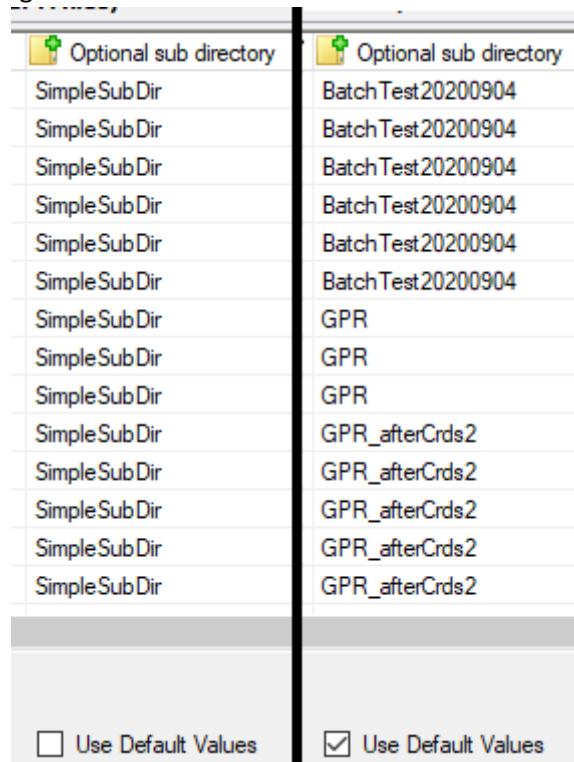 Optional sub directory
SimpleSubDir
SimpleSubDir
SimpleSubDir
SimpleSubDir
SimpleSubDir
SimpleSubDir
SimpleSubDir
SimpleSubDir
SimpleSubDir
SimpleSubDir
SimpleSubDir
SimpleSubDir
SimpleSubDir
SimpleSubDir
Use Default Values
Optional sub directory
BatchTest20200904
BatchTest20200904
BatchTest20200904
BatchTest20200904
BatchTest20200904
BatchTest20200904
GPR
GPR
GPR
GPR_afterCrds2
GPR_afterCrds2
GPR_afterCrds2
GPR_afterCrds2
GPR_afterCrds2
Use Default Values